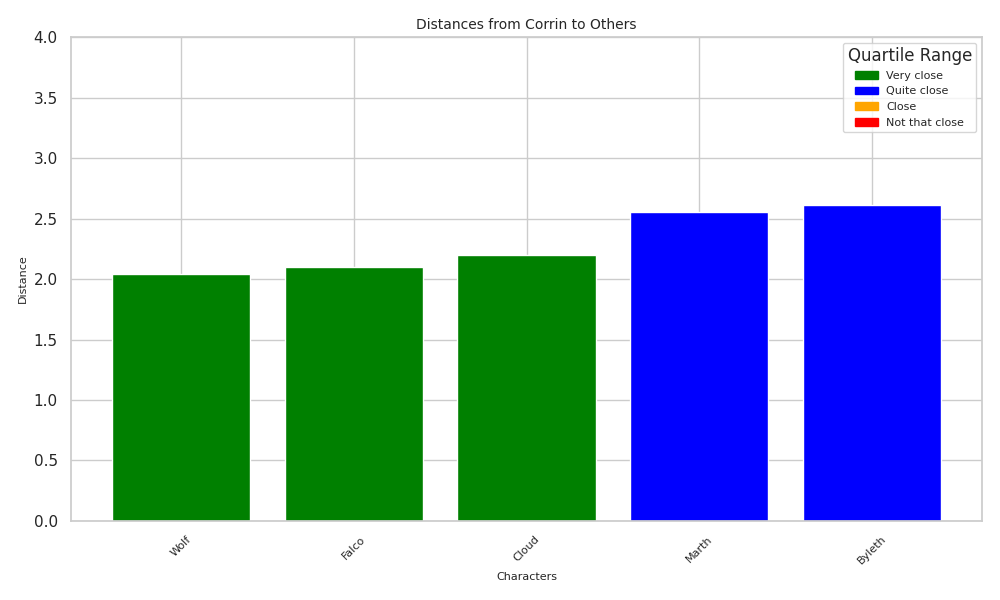 Distances from Corrin to Others
4.0
3.5
3.0
2.5
2.0
1.5
1.0
0.5
0.0
Distance
Quartile Range
Very close
Quite close
Close
Not that close
Wolf
Falco
Cloud
Marth
Byleth
Characters